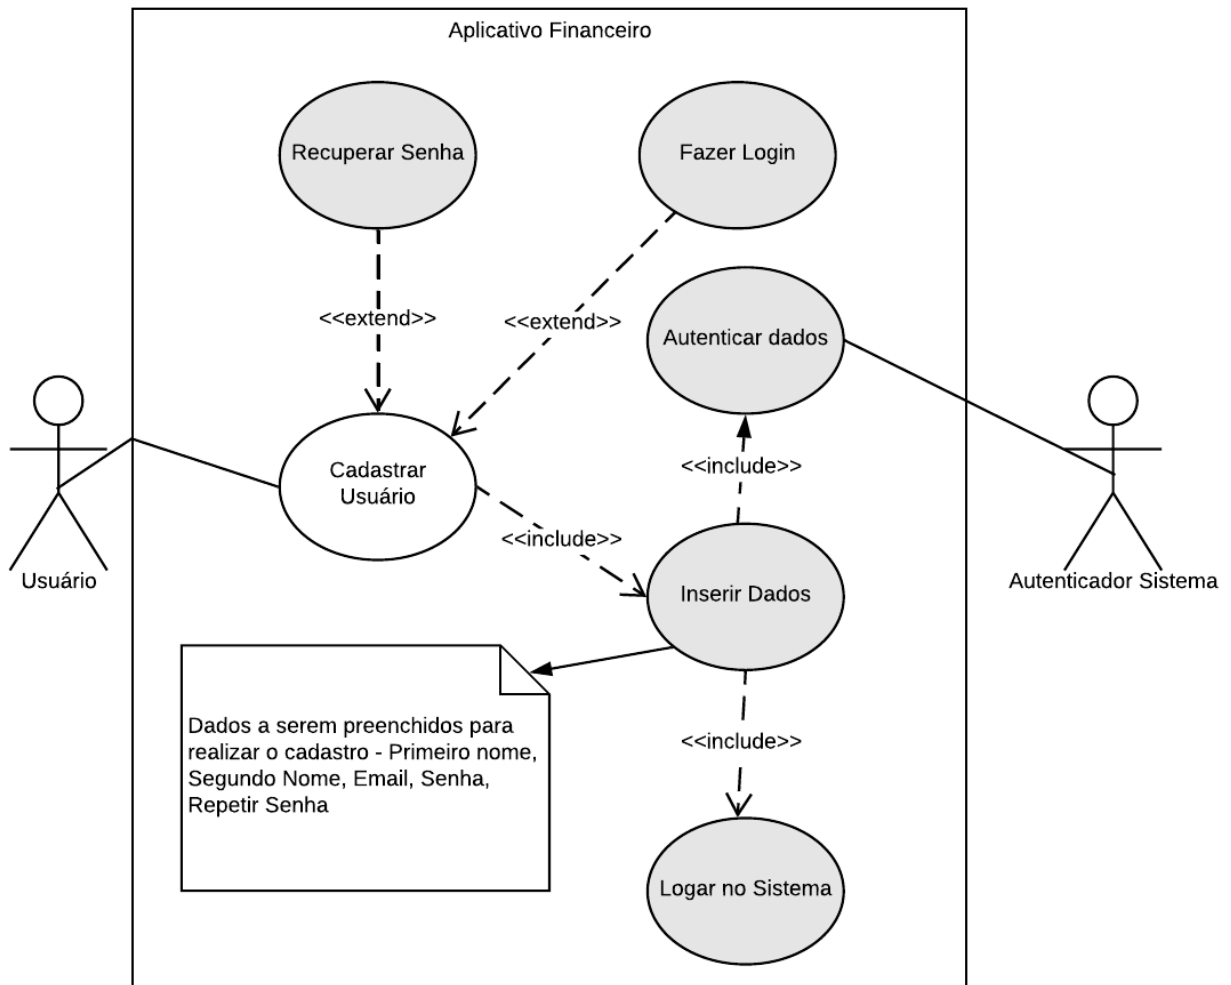 Aplicativo Financeiro
Recuperar Senha
Fazer Login
<<extend>>
<<extend>>
Autenticar dados
Cadastrar
Usuário
<<include>>
<<include>>
Usuário
Autenticador Sistema
Inserir Dados
Dados a serem preenchidos para
realizar o cadastro - Primeiro nome,
Segundo Nome, Email, Senha,
Repetir Senha
<<include>>
Logar no Sistema